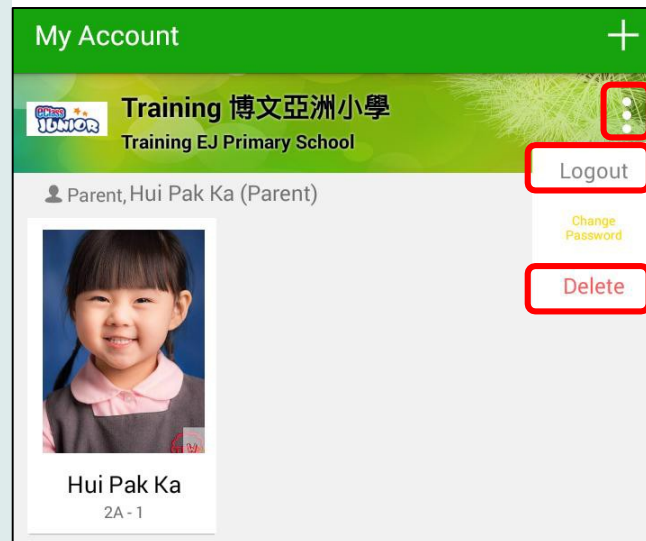 My Account
eClass
JUNIOR
Training 博文亞洲小學
Training EJ Primary School
Logout
Parent, Hui Pak Ka (Parent)
Change
Password
Delete
Hui Pak Ka
2A - 1